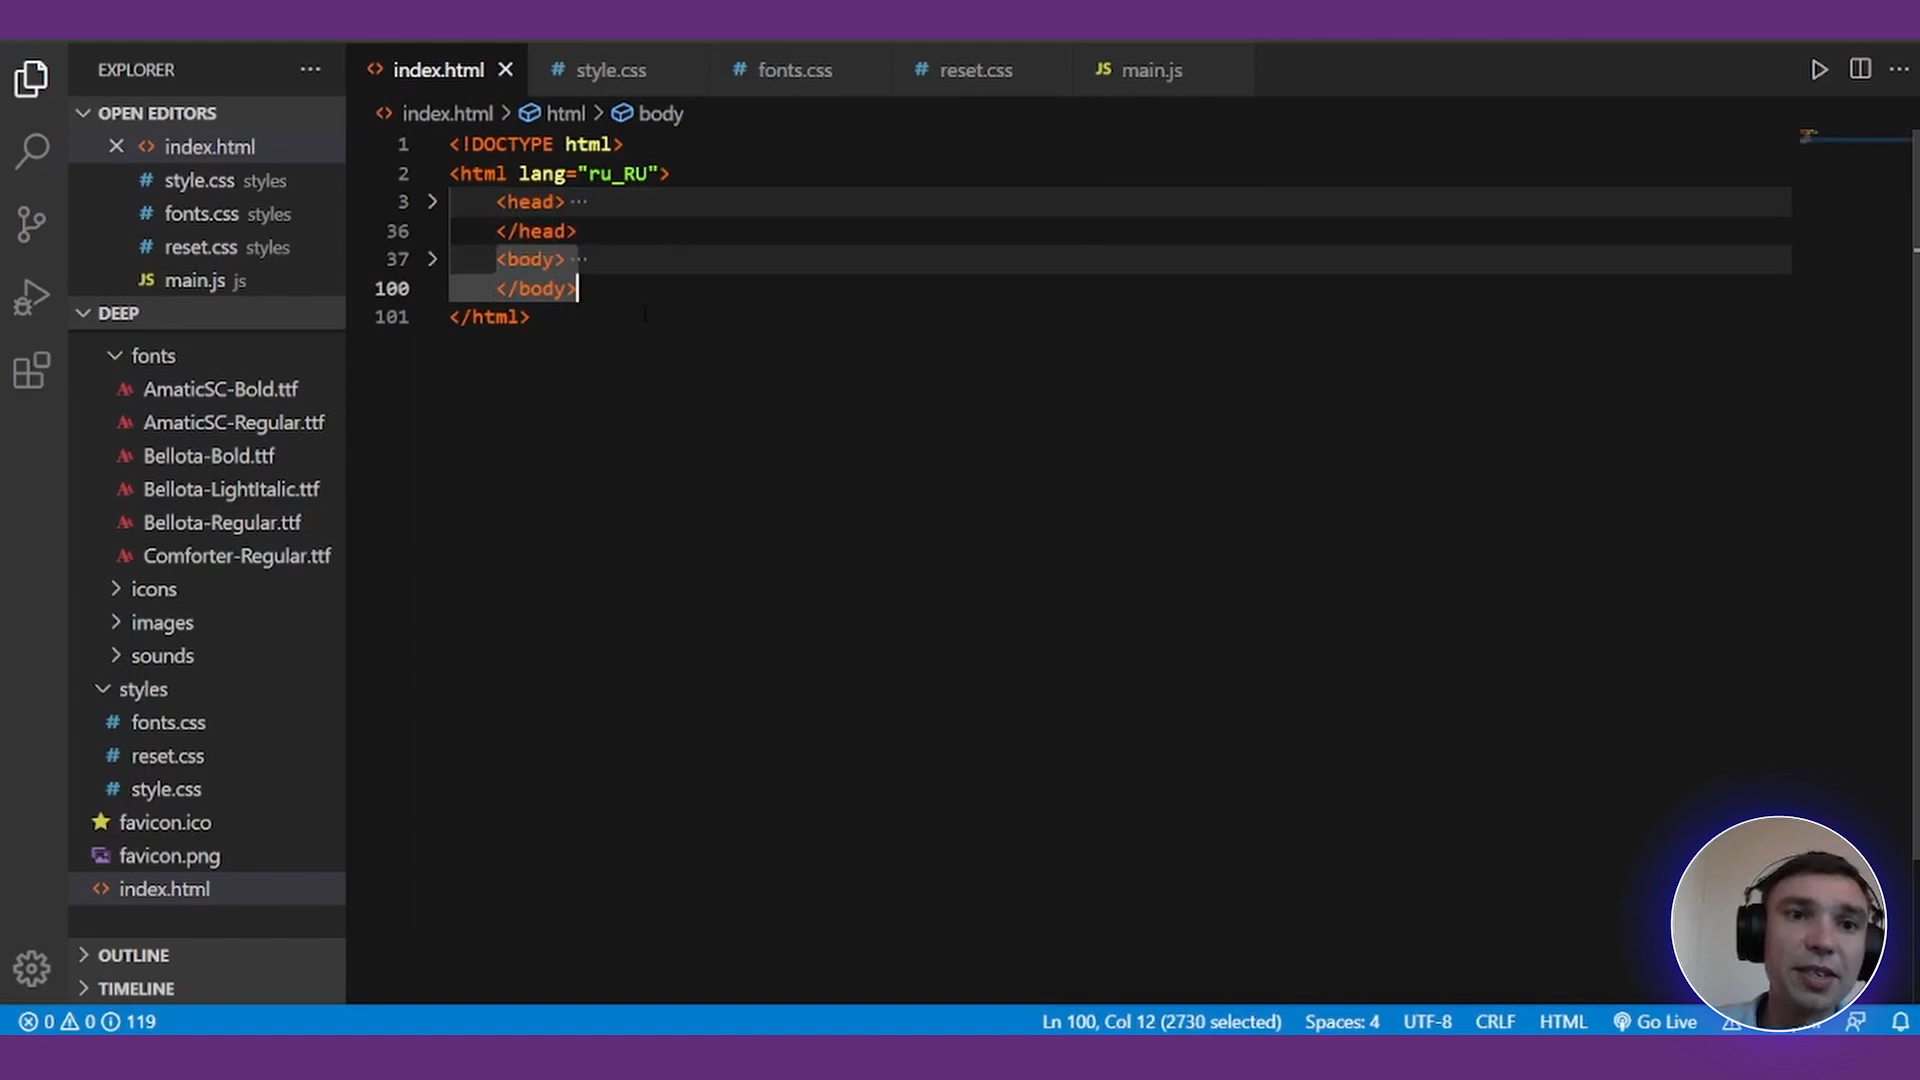 EXPLORER
OPEN EDITORS
index.html
style.css styles
fonts.css styles
reset.css styles
JS main.js js
DEEP
fonts
AmaticSC-Bold.ttf
AmaticSC-Regular.ttf
Bellota-Bold.ttf
Bellota-LightItalic.ttf
Bellota-Regular.ttf
Comforter-Regular.ttf
icons
images
sounds
styles
fonts.css
reset.css
style.css
favicon.ico
favicon.png
index.html
OUTLINE
TIMELINE
index.html style.css fonts.css reset.css JS main.js
index.html > html > body
1 <!DOCTYPE html>
2 <html lang="ru_RU">
3 <head> ...
36 </head>
37 <body> ...
100 </body>
101 </html>
0 0 119 Ln 100, Col 12 (2730 selected) Spaces: 4 UTF-8 CRLF HTML Go Live